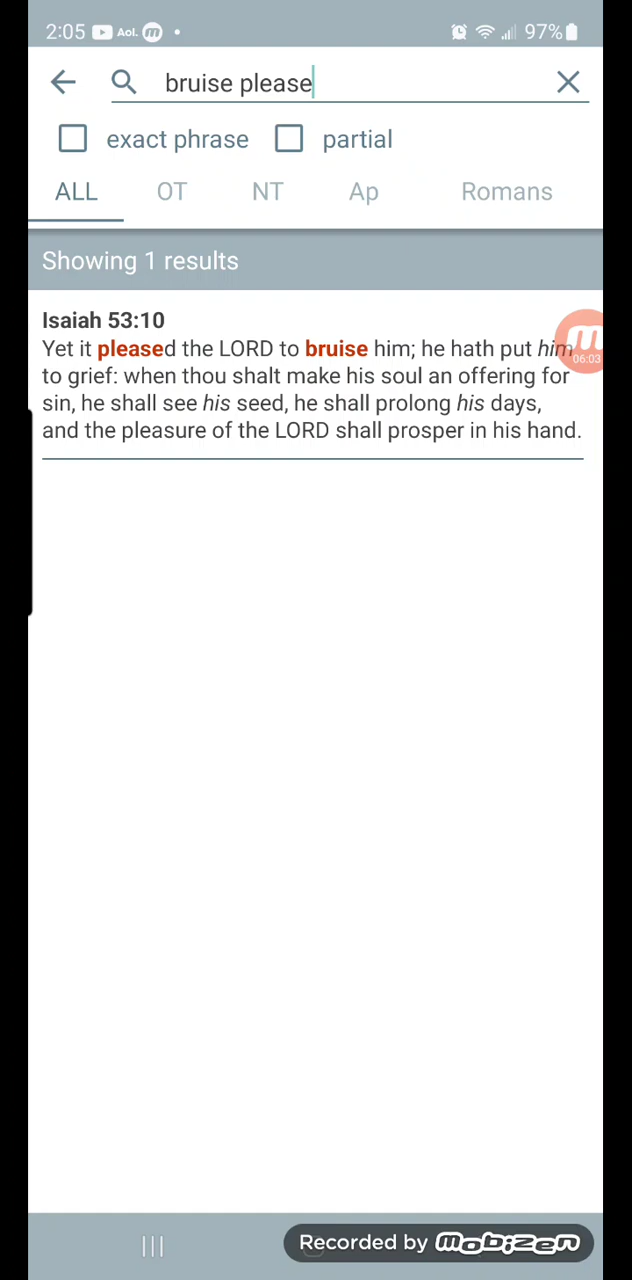 2:05 Aol. m • 97%
bruise please
exact phrase partial
ALL OT NT Ap Romans
Showing 1 results
Isaiah 53:10
Yet it pleased the LORD to bruise him; he hath put him
to grief: when thou shalt make his soul an offering for
sin, he shall see his seed, he shall prolong his days,
and the pleasure of the LORD shall prosper in his hand.
m
06:03
Recorded by mobizen